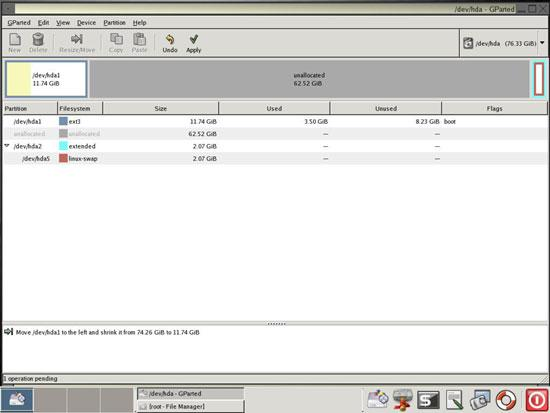 /dev/hda - GParted
GParted Edit View Device Partition Help
New Delete Resize/Move Copy Paste Undo Apply /dev/hda (76.33 GiB)
/dev/hda1
11.74 GiB
unallocated
62.52 GiB
Partition Filesystem Size Used Unused Flags
/dev/hda1 ext3 11.74 GiB 3.50 GiB 8.23 GiB boot
unallocated unallocated 62.52 GiB — —
/dev/hda2 extended 2.07 GiB — —
/dev/hda5 linux-swap 2.07 GiB — —
Move /dev/hda1 to the left and shrink it from 74.26 GiB to 11.74 GiB
1 operation pending
/dev/hda - GParted
[root - File Manager]